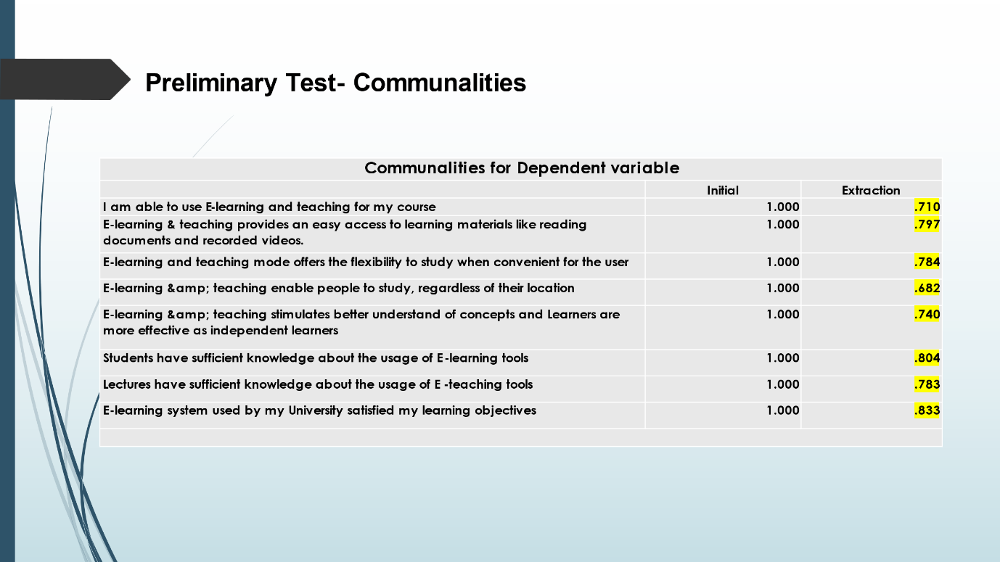 Preliminary Test- Communalities
Communalities for Dependent variable
Initial Extraction
I am able to use E-learning and teaching for my course 1.000 .710
E-learning & teaching provides an easy access to learning materials like reading 1.000 .797
documents and recorded videos.
E-learning and teaching mode offers the flexibility to study when convenient for the user 1.000 .784
E-learning &amp; teaching enable people to study, regardless of their location 1.000 .682
E-learning &amp; teaching stimulates better understand of concepts and Learners are 1.000 .740
more effective as independent learners
Students have sufficient knowledge about the usage of E-learning tools 1.000 .804
Lectures have sufficient knowledge about the usage of E -teaching tools 1.000 .783
E-learning system used by my University satisfied my learning objectives 1.000 .833